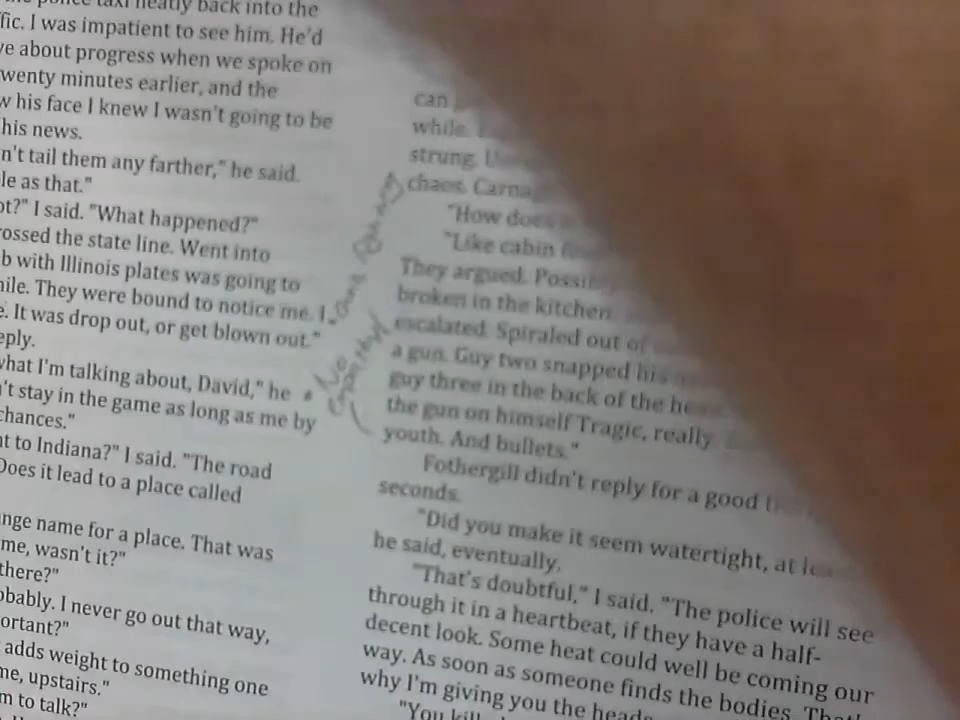 police taxi neatly back into the
fic. I was impatient to see him. He'd
ve about progress when we spoke on
wenty minutes earlier, and the
w his face I knew I wasn't going to be
his news.
n't tail them any farther," he said.
le as that."
ot?" I said. "What happened?"
rossed the state line. Went into
b with Illinois plates was going to
hile. They were bound to notice me. I
e. It was drop out, or get blown out."
eply.
what I'm talking about, David," he
't stay in the game as long as me by
chances."
nt to Indiana?" I said. "The road
Does it lead to a place called
nge name for a place. That was
me, wasn't it?"
there?"
obably. I never go out that way,
ortant?"
adds weight to something one
me, upstairs."
m to talk?"
No
can
while.
strung.
chaos.
"How does
"Like cabin
They argued.
broken in the kitchen.
escalated. Spiraled out of
a gun. Guy two snapped his
guy three in the back of the
the gun on himself Tragic, really
youth. And bullets."
Fothergill didn't reply for a good
seconds.
"Did you make it seem watertight, at
he said, eventually.
"That's doubtful," I said. "The police will see
through it in a heartbeat, if they have a half-
decent look. Some heat could well be coming our
way. As soon as someone finds the bodies. That's
why I'm giving you the heads
"You